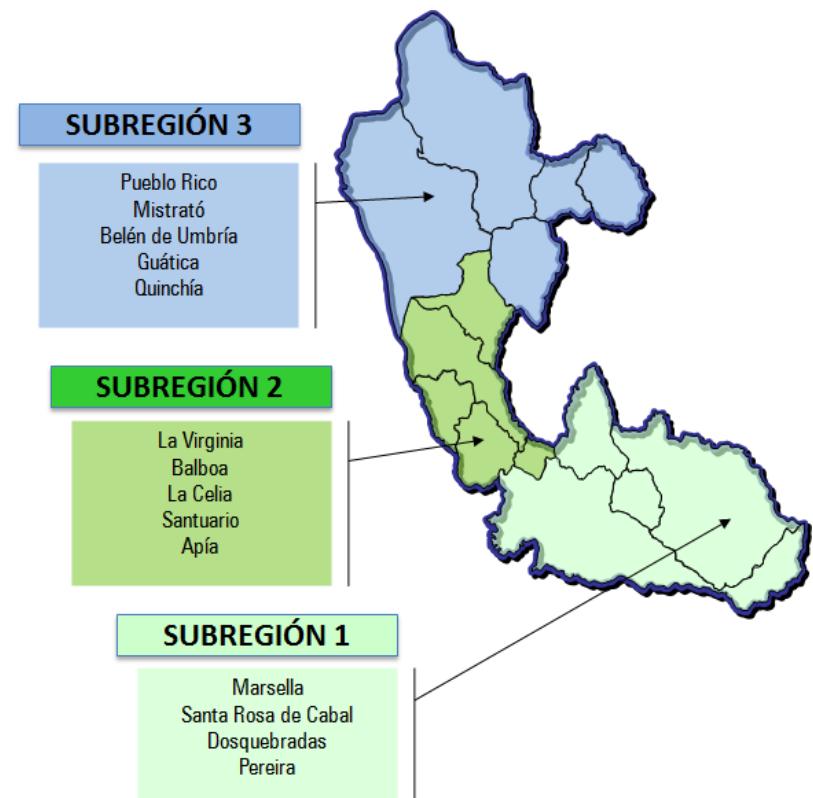 SUBREGIÓN 3
Pueblo Rico
Mistrató
Belén de Umbría
Guática
Quinchía
SUBREGIÓN 2
La Virginia
Balboa
La Celia
Santuario
Apía
SUBREGIÓN 1
Marsella
Santa Rosa de Cabal
Dosquebradas
Pereira